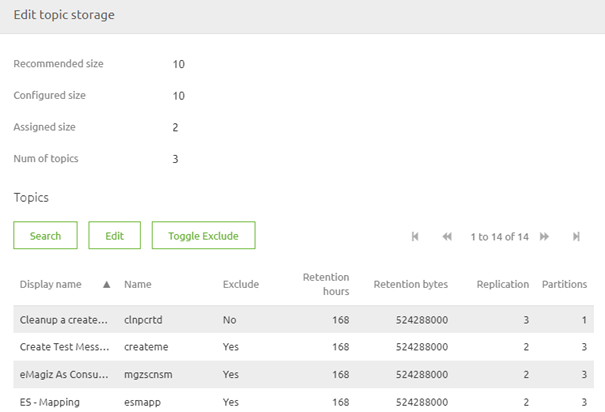 Edit topic storage
Recommended size 10
Configured size 10
Assigned size 2
Num of topics 3
Topics
Search Edit Toggle Exclude 1 to 14 of 14
Display name ▲ Name Exclude Retention hours Retention bytes Replication Partitions
Cleanup a create... clnpcrtd No 168 524288000 3 1
Create Test Mess... createme Yes 168 524288000 2 3
eMagiz As Consu... mgzscnsm Yes 168 524288000 2 3
ES - Mapping esmapp Yes 168 524288000 2 3